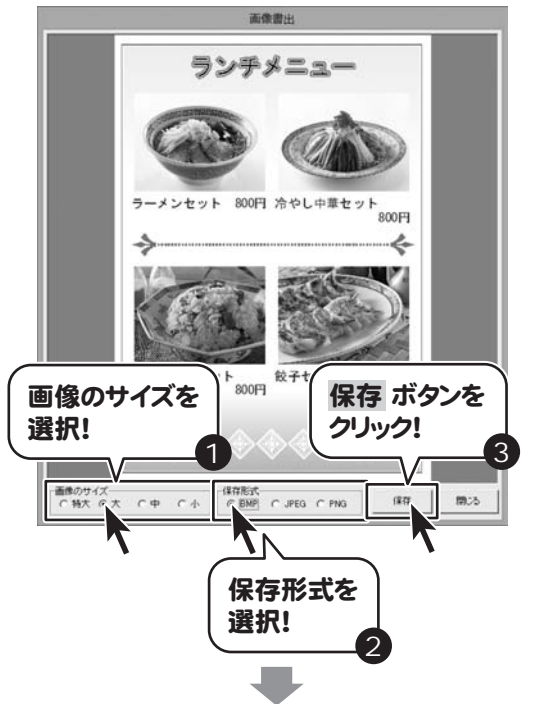 画像書出
ランチメニュー
ラーメンセット 800円
冷やし中華セット
800円
ト
800円
餃子セ
画像のサイズを
選択!
1
保存 ボタンを
クリック!
3
画像のサイズ
特大 大 中 小
保存形式
BMP JPEG PNG
保存
閉じる
保存形式を
選択!
2